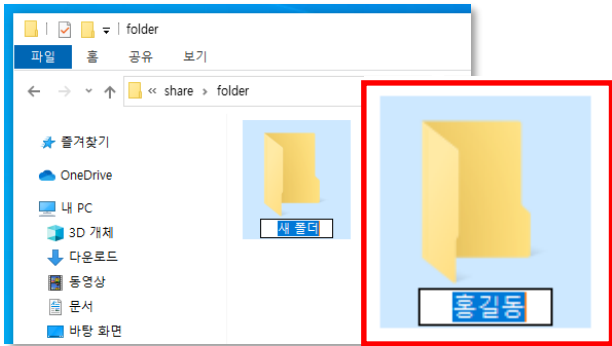 folder
파일 홈 공유 보기
« share › folder
즐겨찾기
OneDrive
내 PC
3D 개체
다운로드
동영상
문서
바탕 화면
새 폴더
홍길동